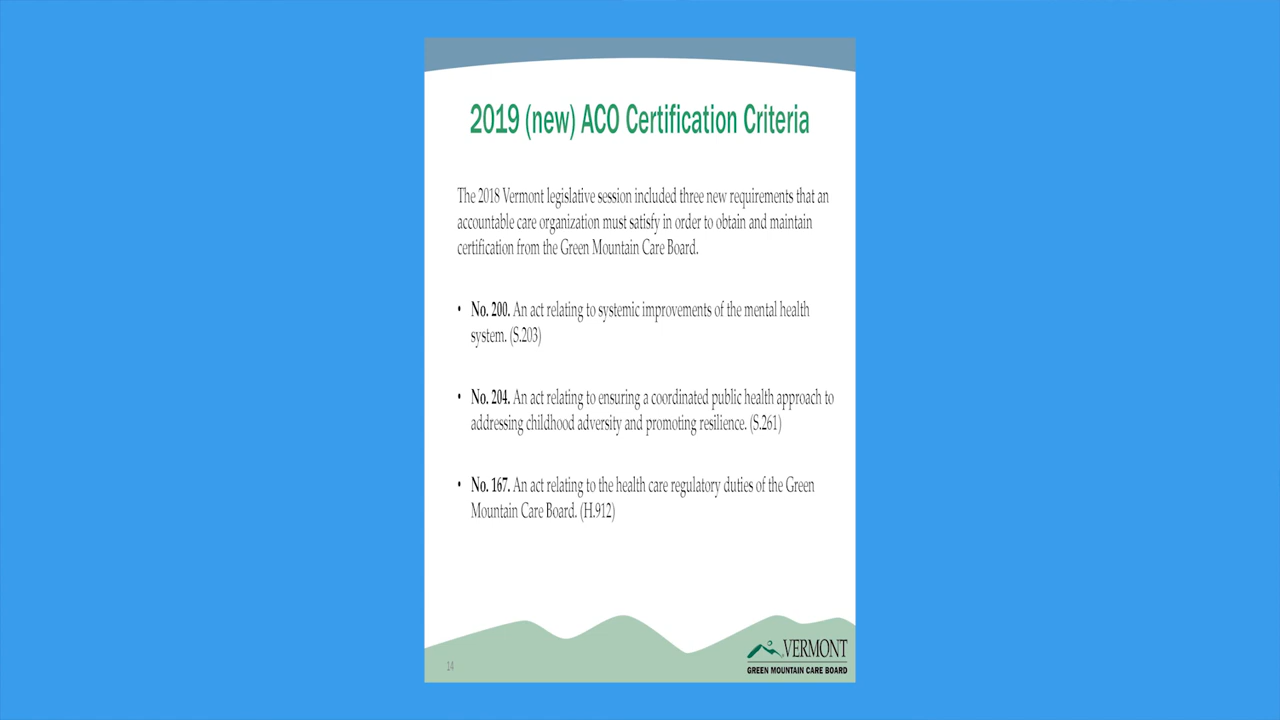 2019 (new) ACO Certification Criteria
The 2018 Vermont legislative session included three new requirements that an
accountable care organization must satisfy in order to obtain and maintain
certification from the Green Mountain Care Board.
• No. 200. An act relating to systemic improvements of the mental health
system. (S.203)
• No. 204. An act relating to ensuring a coordinated public health approach to
addressing childhood adversity and promoting resilience. (S.261)
• No. 167. An act relating to the health care regulatory duties of the Green
Mountain Care Board. (H.912)
14
VERMONT
GREEN MOUNTAIN CARE BOARD